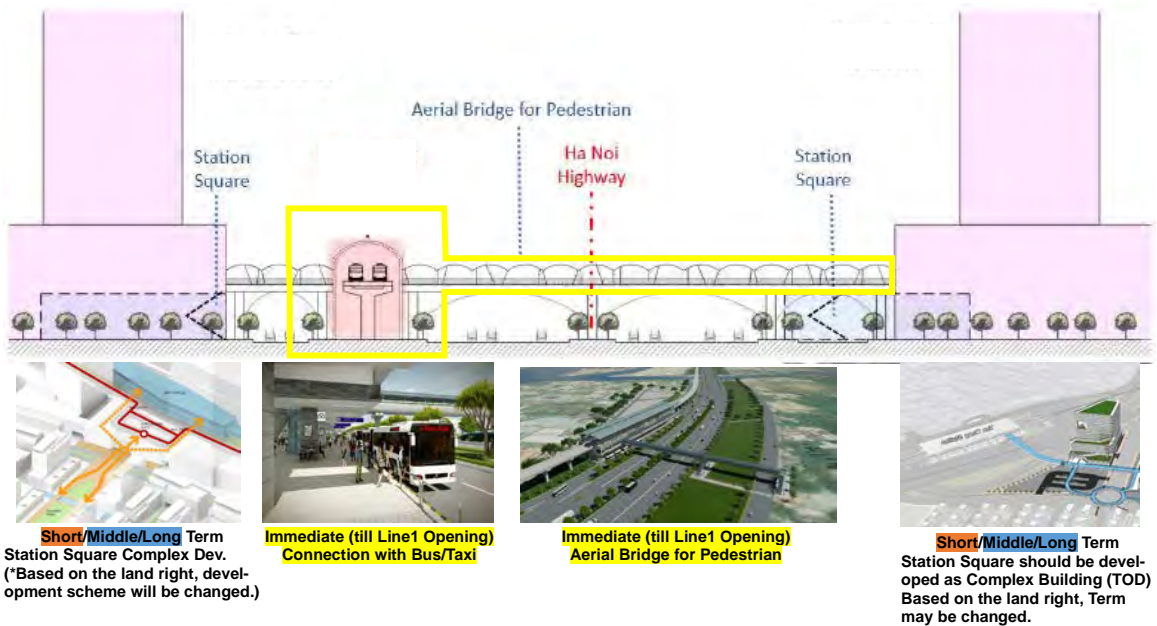 Aerial Bridge for Pedestrian
Station
Square
Ha Noi
Highway
Station
Square
Short/Middle/Long Term
Station Square Complex Dev.
(*Based on the land right, devel-
opment scheme will be changed.)
Immediate (till Line1 Opening)
Connection with Bus/Taxi
Immediate (till Line1 Opening)
Aerial Bridge for Pedestrian
Short/Middle/Long Term
Station Square should be devel-
oped as Complex Building (TOD)
Based on the land right, Term
may be changed.